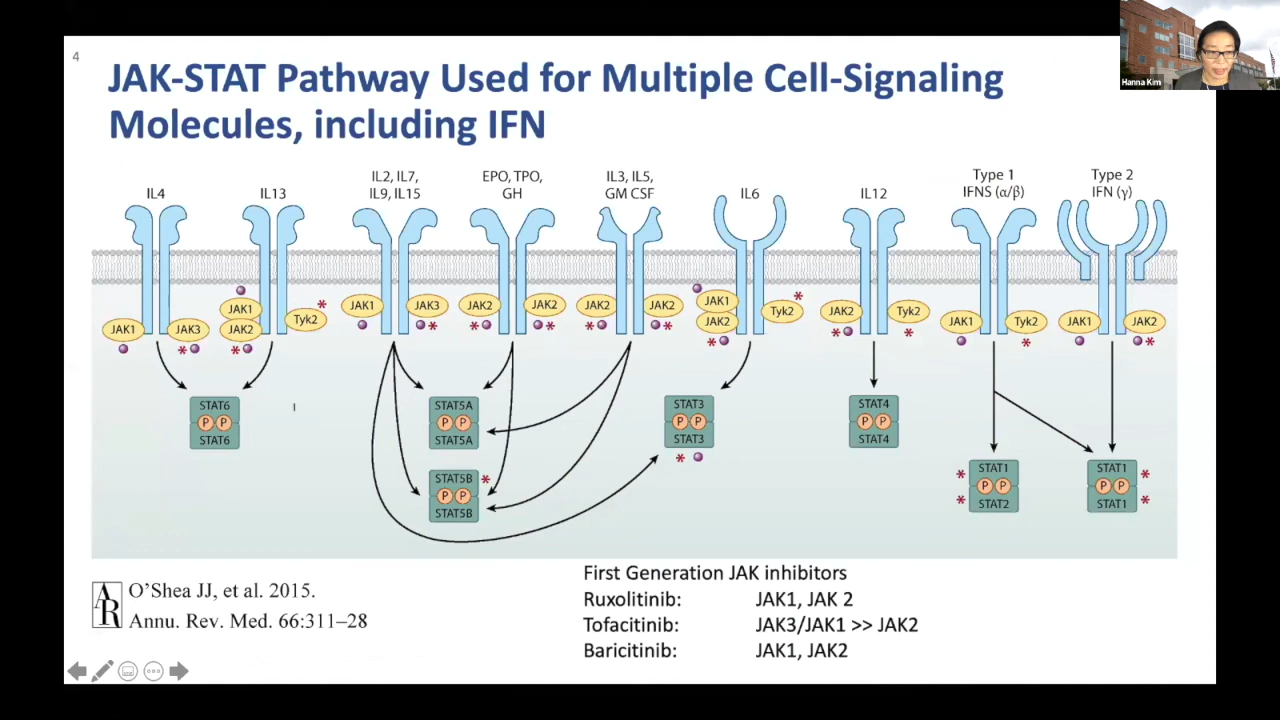 4
JAK-STAT Pathway Used for Multiple Cell-Signaling
Molecules, including IFN
Hanna Kim
IL4
IL13
IL2, IL7,
IL9, IL15
EPO, TPO,
GH
IL3, IL5,
GM CSF
IL6
IL12
Type 1
IFNS (α/β)
Type 2
IFN (γ)
JAK1
JAK3
*
JAK1
JAK2
*
Tyk2
*
JAK1
JAK3
*
JAK2
*
JAK2
*
JAK2
*
JAK2
*
JAK1
JAK2
*
Tyk2
*
JAK2
*
Tyk2
*
JAK1
Tyk2
*
JAK1
JAK2
*
STAT6
P P
STAT6
STAT5A
P P
STAT5A
STAT5B *
P P
STAT5B
STAT3
P P
STAT3
*
STAT4
P P
STAT4
* STAT1
P P
* STAT2
STAT1 *
P P
STAT1 *
AR
O'Shea JJ, et al. 2015.
Annu. Rev. Med. 66:311–28
First Generation JAK inhibitors
Ruxolitinib: JAK1, JAK 2
Tofacitinib: JAK3/JAK1 >> JAK2
Baricitinib: JAK1, JAK2